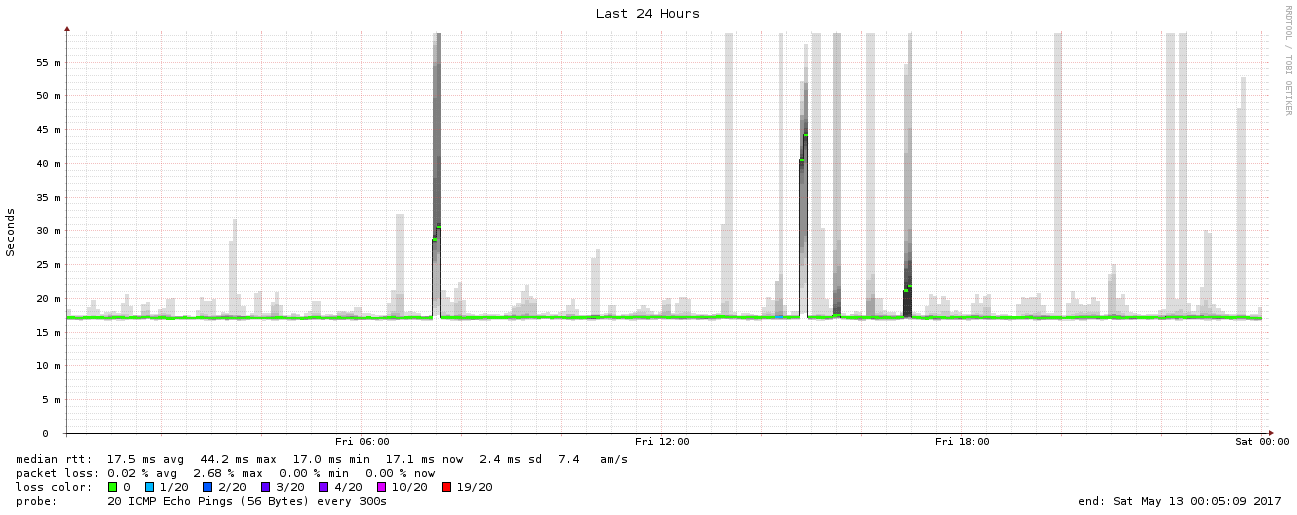 Last 24 Hours
RRDTOOL / TOBI OETIKER
Seconds
55 m
50 m
45 m
40 m
35 m
30 m
25 m
20 m
15 m
10 m
5 m
0
Fri 06:00 Fri 12:00 Fri 18:00 Sat 00:00
median rtt: 17.5 ms avg 44.2 ms max 17.0 ms min 17.1 ms now 2.4 ms sd 7.4 am/s
packet loss: 0.02 % avg 2.68 % max 0.00 % min 0.00 % now
loss color: 0 1/20 2/20 3/20 4/20 10/20 19/20
probe: 20 ICMP Echo Pings (56 Bytes) every 300s end: Sat May 13 00:05:09 2017